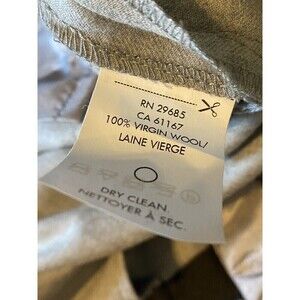 RN 29685
CA 61167
100% VIRGIN WOOL/
LAINE VIERGE
DRY CLEAN
NETTOYER À SEC.